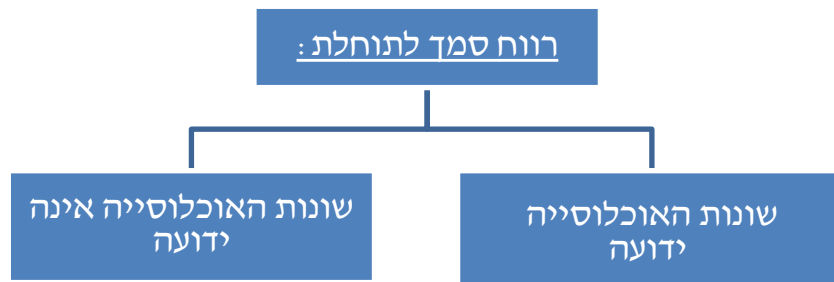 רווח סמך לתוחלת :
שונות האוכלוסייה
ידועה
שונות האוכלוסייה אינה
ידועה